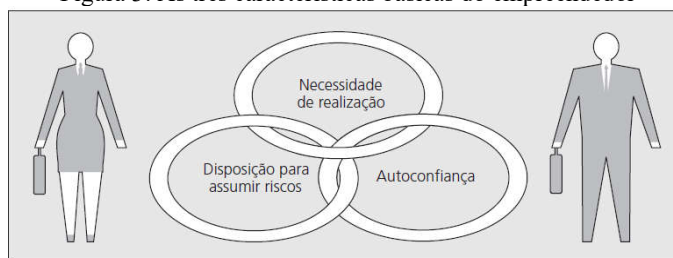 Necessidade
de realização
Disposição para
assumir riscos
Autoconfiança